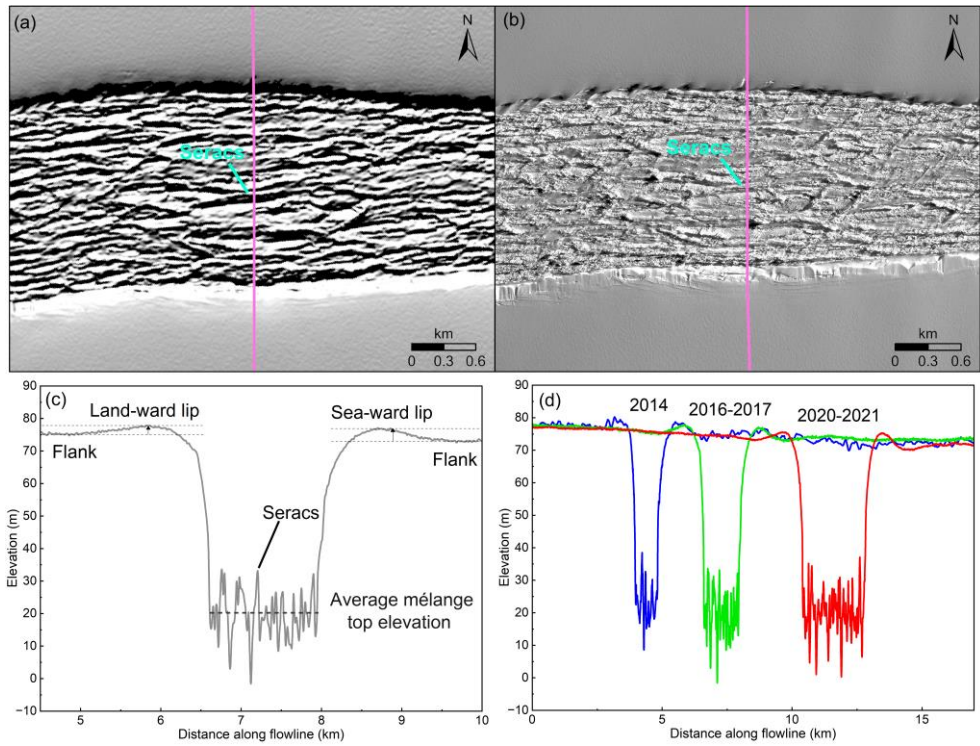 (a)
N
Seracs
km
0 0.3 0.6
(b)
N
Seracs
km
0 0.3 0.6
(c)
90
80
70
60
50
40
30
20
10
0
-10
Elevation (m)
Land-ward lip
Sea-ward lip
Flank
Flank
Seracs
Average mélange
top elevation
5 6 7 8 9 10
Distance along flowline (km)
(d)
90
80
70
60
50
40
30
20
10
0
-10
Elevation (m)
2014
2016-2017
2020-2021
0 5 10 15
Distance along flowline (km)